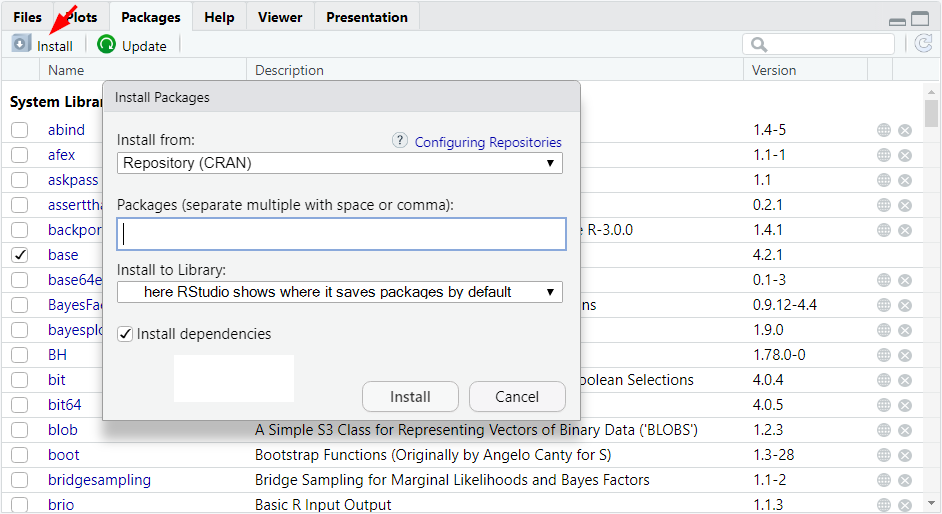 Files Plots Packages Help Viewer Presentation
Install Update
Name Description Version
System Librar
Install Packages
Install from:
? Configuring Repositories
Repository (CRAN)
Packages (separate multiple with space or comma):
Install to Library:
here RStudio shows where it saves packages by default
Install dependencies
Install Cancel
abind 1.4-5
afex 1.1-1
askpass 1.1
asserttha 0.2.1
backpor e R-3.0.0 1.4.1
base 4.2.1
base64e 0.1-3
BayesFac ns 0.9.12-4.4
bayesplo 1.9.0
BH 1.78.0-0
bit oolean Selections 4.0.4
bit64 4.0.5
blob A Simple S3 Class for Representing Vectors of Binary Data ('BLOBS') 1.2.3
boot Bootstrap Functions (Originally by Angelo Canty for S) 1.3-28
bridgesampling Bridge Sampling for Marginal Likelihoods and Bayes Factors 1.1-2
brio Basic R Input Output 1.1.3